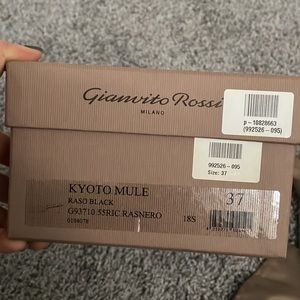 Gianvito Rossi
MILANO
p - 10828663
(992526 - 095)
992526 - 095
Size: 37
KYOTO MULE
RASO BLACK
G93710 55RIC RASNERO
0104078
18S
37